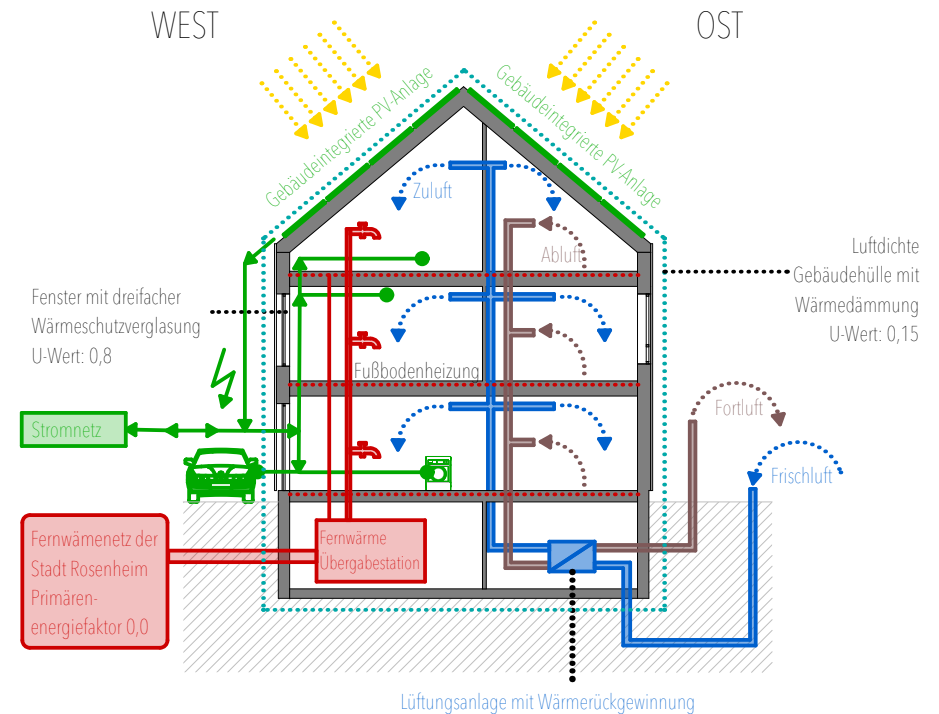 WEST
OST
Gebäudeintegrierte PV-Anlage
Gebäudeintegrierte PV-Anlage
Zuluft
Abluft
Luftdichte
Gebäudehülle mit
Wärmedämmung
U-Wert: 0,15
Fenster mit dreifacher
Wärmeschutzverglasung
U-Wert: 0,8
Fußbodenheizung
Stromnetz
Fortluft
Frischluft
Fernwämenetz der
Stadt Rosenheim
Primären-
energiefaktor 0,0
Fernwärme
Übergabestation
Lüftungsanlage mit Wärmerückgewinnung